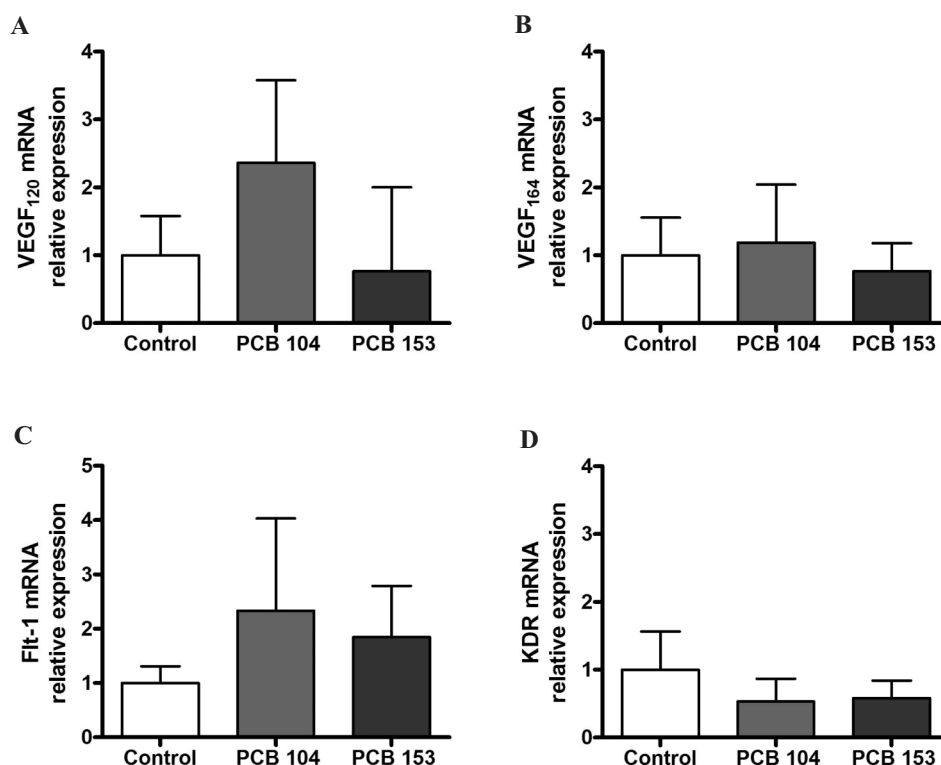 A
VEGF120 mRNA
relative expression
4
3
2
1
0
Control PCB 104 PCB 153
B
VEGF164 mRNA
relative expression
4
3
2
1
0
Control PCB 104 PCB 153
C
Flt-1 mRNA
relative expression
5
4
3
2
1
0
Control PCB 104 PCB 153
D
KDR mRNA
relative expression
4
3
2
1
0
Control PCB 104 PCB 153